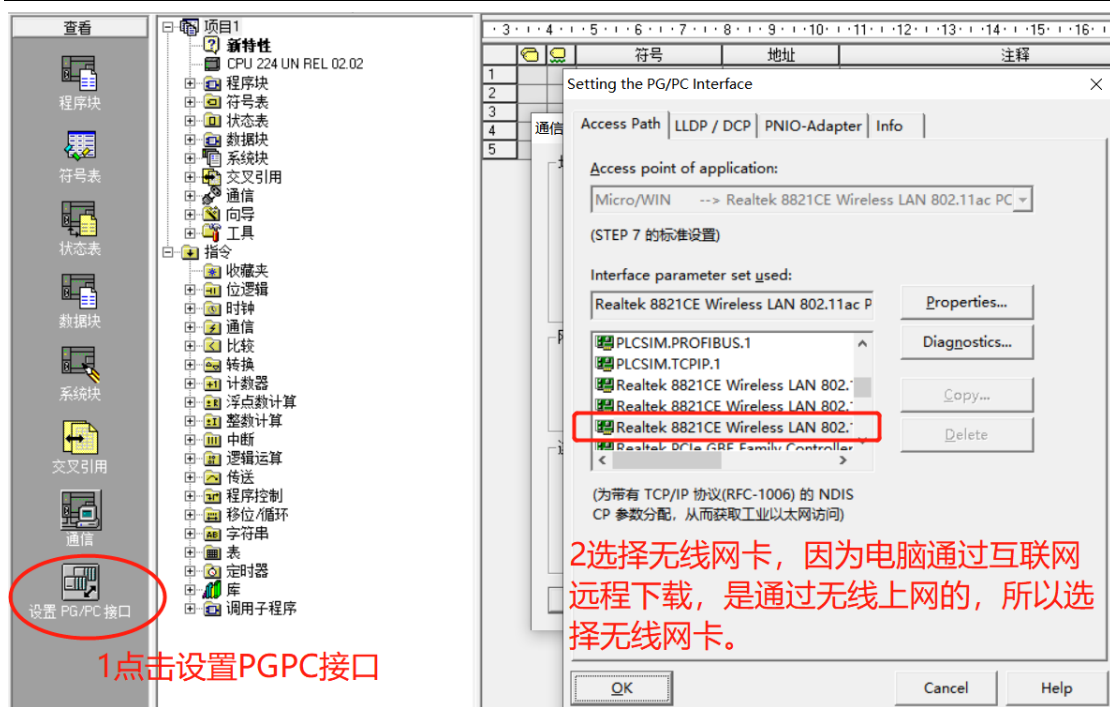 查看
程序块
符号表
状态表
数据块
系统块
交叉引用
通信
设置 PG/PC 接口
项目1
新特性
CPU 224 UN REL 02.02
程序块
符号表
状态表
数据块
系统块
交叉引用
通信
向导
工具
指令
收藏夹
位逻辑
时钟
通信
比较
转换
计数器
浮点数计算
整数计算
中断
逻辑运算
传送
程序控制
移位/循环
字符串
表
定时器
库
调用子程序
1点击设置PGPC接口
· 3 · · 4 · · 5 · · 6 · · 7 · · 8 · · 9 · · 10 · · 11 · · 12 · · 13 · · 14 · · 15 · · 16 ·
符号 地址 注释
1
2
3
4
5
通信
Setting the PG/PC Interface
Access Path LLDP / DCP PNIO-Adapter Info
Access point of application:
Micro/WIN --> Realtek 8821CE Wireless LAN 802.11ac PC
(STEP 7 的标准设置)
Interface parameter set used:
Realtek 8821CE Wireless LAN 802.11ac P
Properties...
PLCSIM.PROFIBUS.1
Diagnostics...
PLCSIM.TCPIP.1
Realtek 8821CE Wireless LAN 802.
Copy...
Realtek 8821CE Wireless LAN 802.
Realtek 8821CE Wireless LAN 802.
Delete
Realtek PCIe GBE Family Controller
(为带有 TCP/IP 协议(RFC-1006) 的 NDIS
CP 参数分配，从而获取工业以太网访问)
2选择无线网卡，因为电脑通过互联网
远程下载，是通过无线上网的，所以选
择无线网卡。
OK Cancel Help